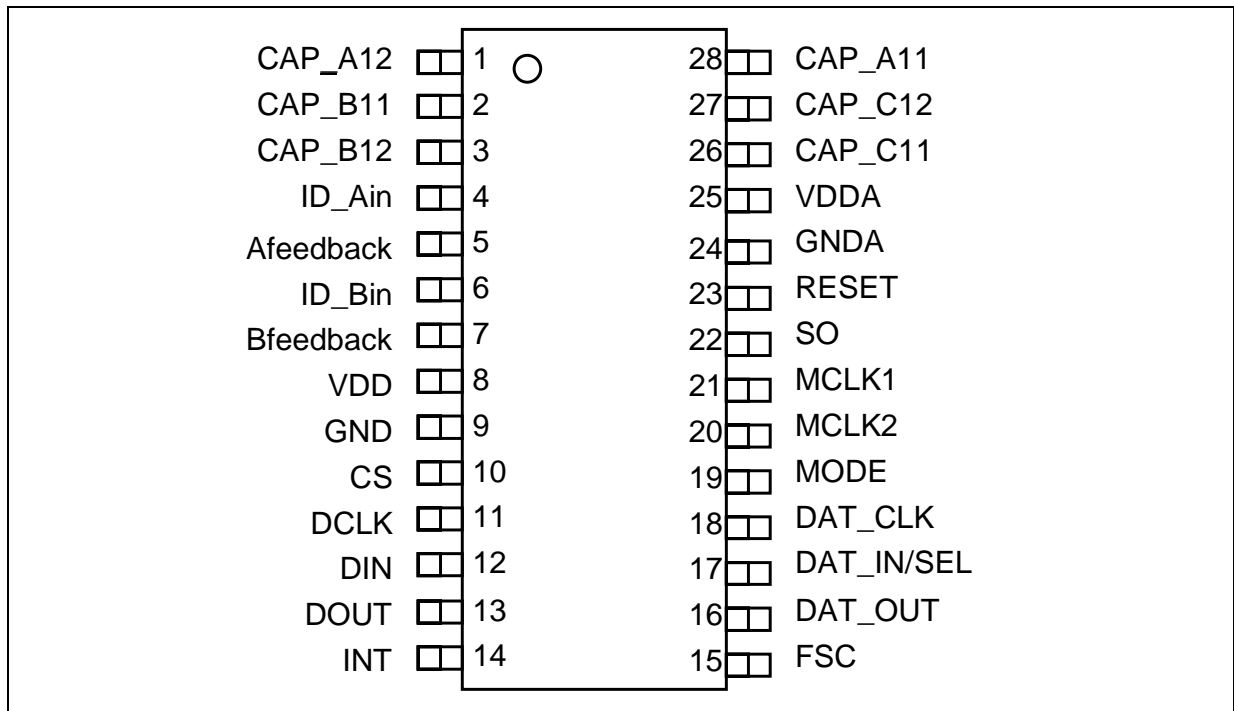 CAP_A12 1 28 CAP_A11
CAP_B11 2 27 CAP_C12
CAP_B12 3 26 CAP_C11
ID_Ain 4 25 VDDA
Afeedback 5 24 GNDA
ID_Bin 6 23 RESET
Bfeedback 7 22 SO
VDD 8 21 MCLK1
GND 9 20 MCLK2
CS 10 19 MODE
DCLK 11 18 DAT_CLK
DIN 12 17 DAT_IN/SEL
DOUT 13 16 DAT_OUT
INT 14 15 FSC